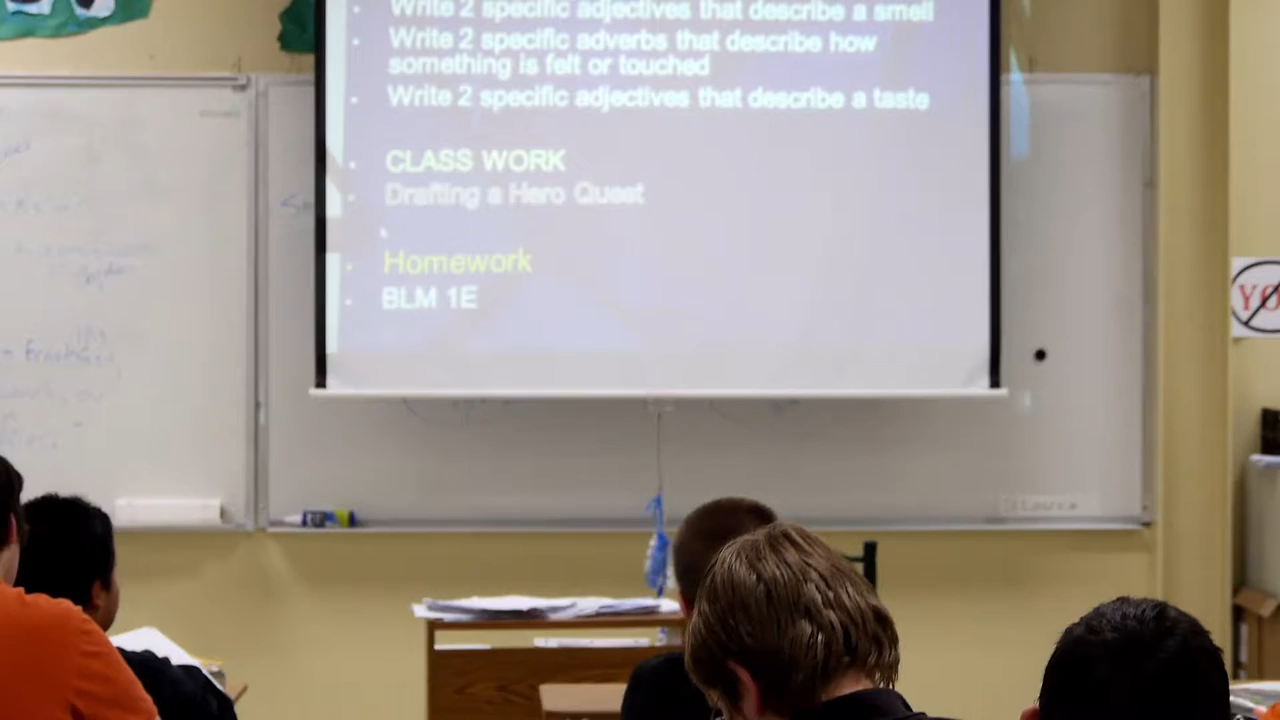 Write 2 specific adjectives that describe a smell
Write 2 specific adverbs that describe how
something is felt or touched
Write 2 specific adjectives that describe a taste
CLASS WORK
Drafting a Hero Quest
Homework
BLM 1E
YO